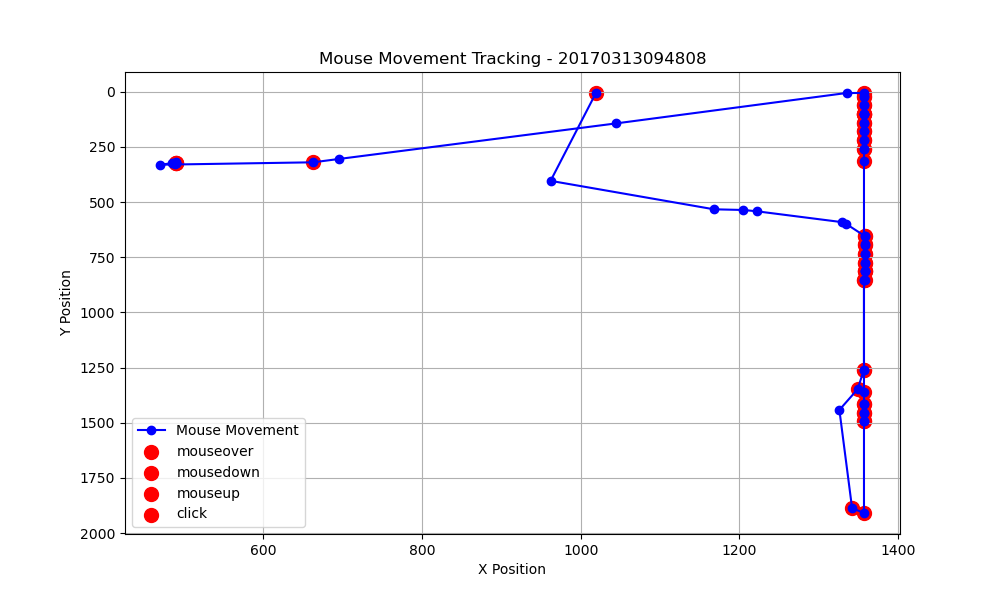 Mouse Movement Tracking - 20170313094808
0
250
500
750
1000
1250
1500
1750
2000
Y Position
Mouse Movement
mouseover
mousedown
mouseup
click
600
800
1000
1200
1400
X Position